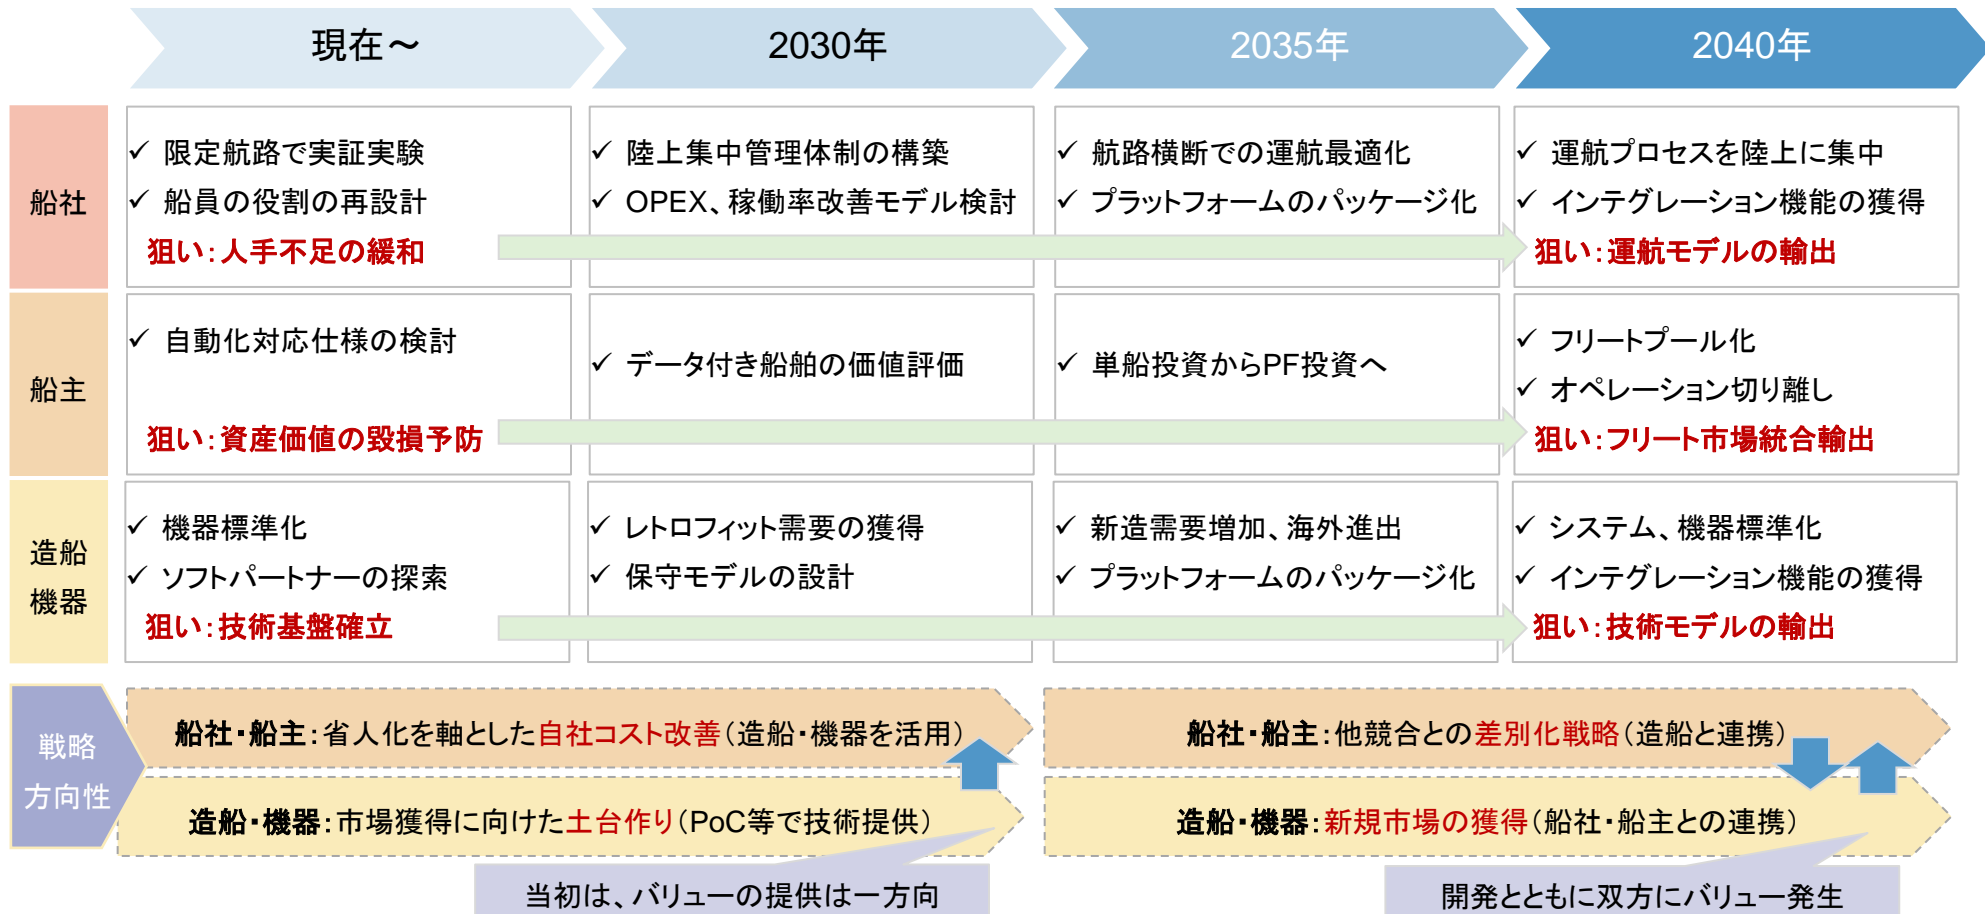 現在～
2030年
2035年
2040年
船社
✓ 限定航路で実証実験
✓ 船員の役割の再設計
狙い：人手不足の緩和
✓ 陸上集中管理体制の構築
✓ OPEX、稼働率改善モデル検討
✓ 航路横断での運航最適化
✓ プラットフォームのパッケージ化
✓ 運航プロセスを陸上に集中
✓ インテグレーション機能の獲得
狙い：運航モデルの輸出
船主
✓ 自動化対応仕様の検討
狙い：資産価値の毀損予防
✓ データ付き船舶の価値評価
✓ 単船投資からPF投資へ
✓ フリートプール化
✓ オペレーション切り離し
狙い：フリート市場統合輸出
造船
機器
✓ 機器標準化
✓ ソフトパートナーの探索
狙い：技術基盤確立
✓ レトロフィット需要の獲得
✓ 保守モデルの設計
✓ 新造需要増加、海外進出
✓ プラットフォームのパッケージ化
✓ システム、機器標準化
✓ インテグレーション機能の獲得
狙い：技術モデルの輸出
戦略
方向性
船社・船主：省人化を軸とした自社コスト改善（造船・機器を活用）
造船・機器：市場獲得に向けた土台作り（PoC等で技術提供）
当初は、バリューの提供は一方向
船社・船主：他競合との差別化戦略（造船と連携）
造船・機器：新規市場の獲得（船社・船主との連携）
開発とともに双方にバリュー発生